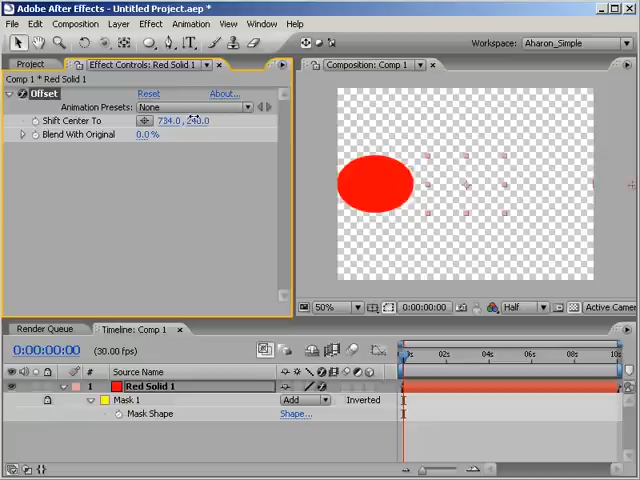 Adobe After Effects - Untitled Project.aep *
File Edit Composition Layer Effect Animation View Window Help
Workspace: Aharon_Simple
Project Effect Controls: Red Solid 1 Composition: Comp 1
Comp 1 * Red Solid 1
Offset Reset About...
Animation Presets: None
Shift Center To 734.0, 240.0
Blend With Original 0.0 %
50% 0:00:00:00 Half Active Camer
Render Queue Timeline: Comp 1
0:00:00:00 (30.00 fps)
# Source Name 0s 02s 04s 06s 08s 10s
1 Red Solid 1
Mask 1 Add Inverted
Mask Shape Shape...